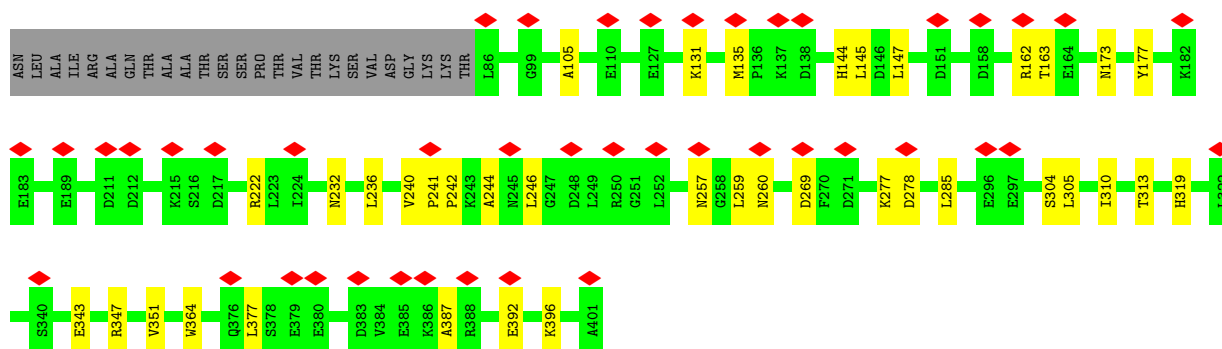 ASN LEU ALA ILE ARG ALA GLN THR ALA ALA THR SER SER PRO THR VAL THR LYS SER VAL ASP GLY LYS LYS THR L86 G99 A105 E110 E127 K131 M135 P136 K137 D138 H144 L145 D146 L147 D151 D158 R162 T163 E164 N173 Y177 K182
E183 E189 D211 D212 K215 S216 D217 R222 L223 I224 N232 L236 V240 P241 P242 K243 A244 N245 L246 G247 D248 L249 R250 G251 L252 N257 G258 L259 N260 D269 F270 D271 K277 D278 L285 E296 E297 S304 L305 I310 T313 H319
S340 E343 R347 V351 W364 Q376 L377 S378 E379 E380 D383 V384 E385 K386 A387 R388 E392 K396 A401